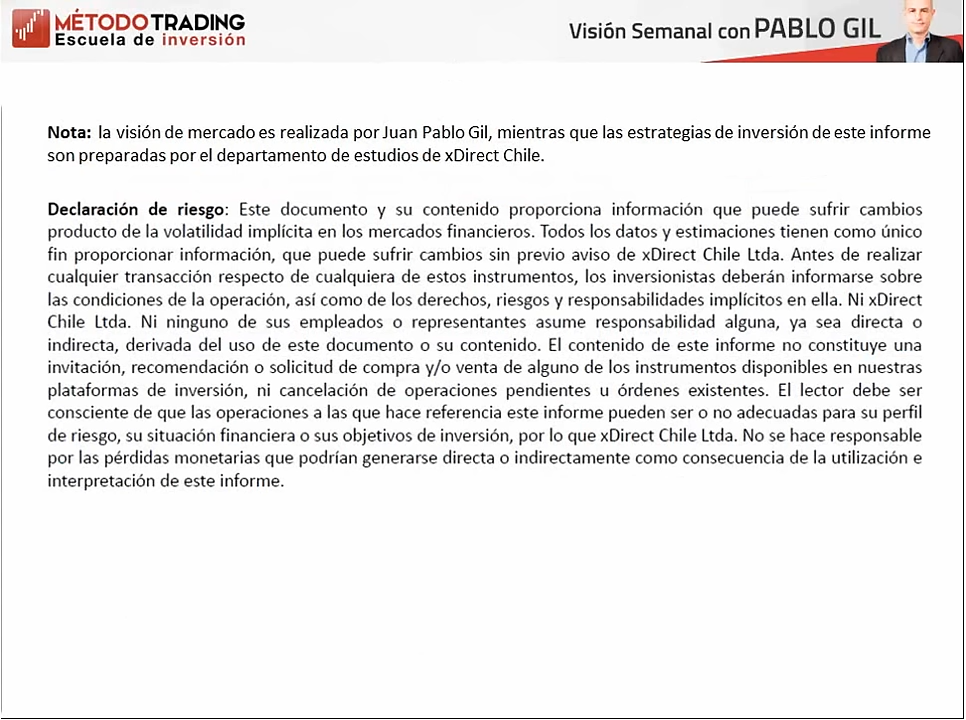 MÉTODOTRADING
Escuela de inversión
Visión Semanal con PABLO GIL
Nota: la visión de mercado es realizada por Juan Pablo Gil, mientras que las estrategias de inversión de este informe
son preparadas por el departamento de estudios de xDirect Chile.
Declaración de riesgo: Este documento y su contenido proporciona información que puede sufrir cambios
producto de la volatilidad implícita en los mercados financieros. Todos los datos y estimaciones tienen como único
fin proporcionar información, que puede sufrir cambios sin previo aviso de xDirect Chile Ltda. Antes de realizar
cualquier transacción respecto de cualquiera de estos instrumentos, los inversionistas deberán informarse sobre
las condiciones de la operación, así como de los derechos, riesgos y responsabilidades implícitos en ella. Ni xDirect
Chile Ltda. Ni ninguno de sus empleados o representantes asume responsabilidad alguna, ya sea directa o
indirecta, derivada del uso de este documento o su contenido. El contenido de este informe no constituye una
invitación, recomendación o solicitud de compra y/o venta de alguno de los instrumentos disponibles en nuestras
plataformas de inversión, ni cancelación de operaciones pendientes u órdenes existentes. El lector debe ser
consciente de que las operaciones a las que hace referencia este informe pueden ser o no adecuadas para su perfil
de riesgo, su situación financiera o sus objetivos de inversión, por lo que xDirect Chile Ltda. No se hace responsable
por las pérdidas monetarias que podrían generarse directa o indirectamente como consecuencia de la utilización e
interpretación de este informe.